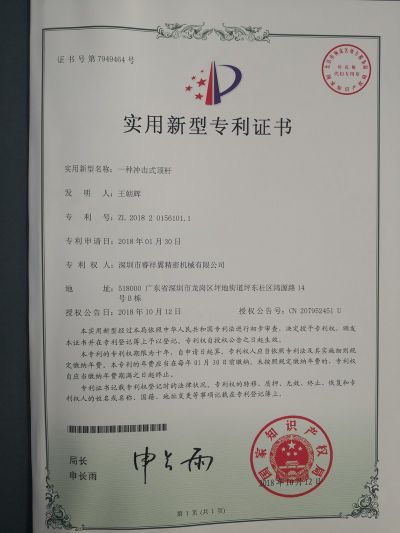 证书号第7949464号
实用新型专利证书
实用新型名称：一种冲击式顶杆
发 明 人：王朝辉
专 利 号：ZL 2018 2 0156101.1
专利申请日：2018年01月30日
专 利 权 人：深圳市睿祥翼精密机械有限公司
地 址：518000 广东省深圳市龙岗区坪地街道坪东社区同源路14
号B栋
授权公告日：2018年10月12日 授权公告号：CN 207952451 U
本实用新型经过本局依照中华人民共和国专利法进行初步审查，决定授予专利权，颁发
本证书并在专利登记簿上予以登记。专利权自授权公告之日起生效。
本专利的专利权期限为十年，自申请日起算。专利权人应当依照专利法及其实施细则规
定缴纳年费。本专利的年费应当在每年01月30日前缴纳。未按照规定缴纳年费的，专利权
自应当缴纳年费期满之日起终止。
专利证书记载专利权登记时的法律状况。专利权的转移、质押、无效、终止、恢复和专
利权人的姓名或名称、国籍、地址变更等事项记载在专利登记簿上。
局长
申长雨
申长雨
国家知识产权局
2018年10月12日
第1页(共1页)